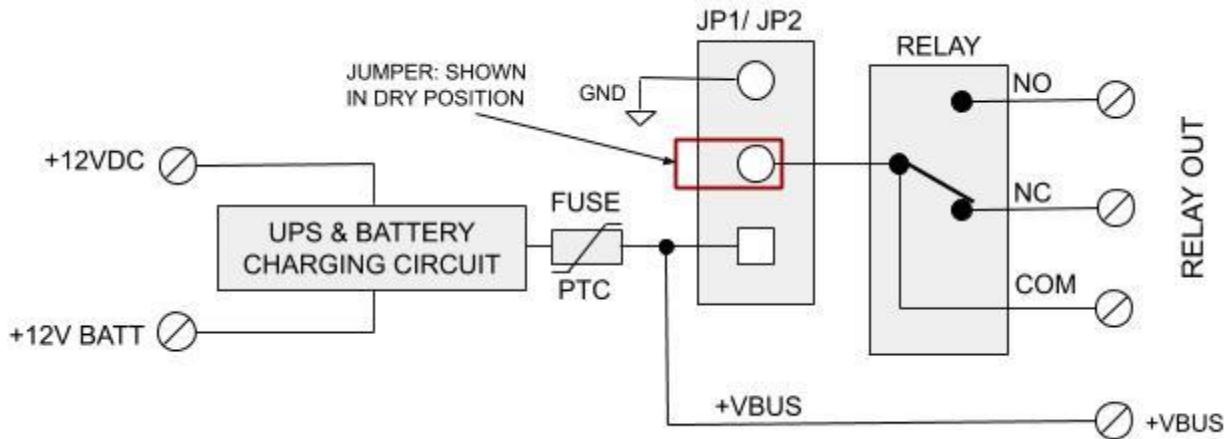 JP1/ JP2
RELAY
JUMPER: SHOWN
IN DRY POSITION
GND
NO
+12VDC
FUSE
NC
UPS & BATTERY
CHARGING CIRCUIT
PTC
COM
RELAY OUT
+12V BATT
+VBUS
+VBUS